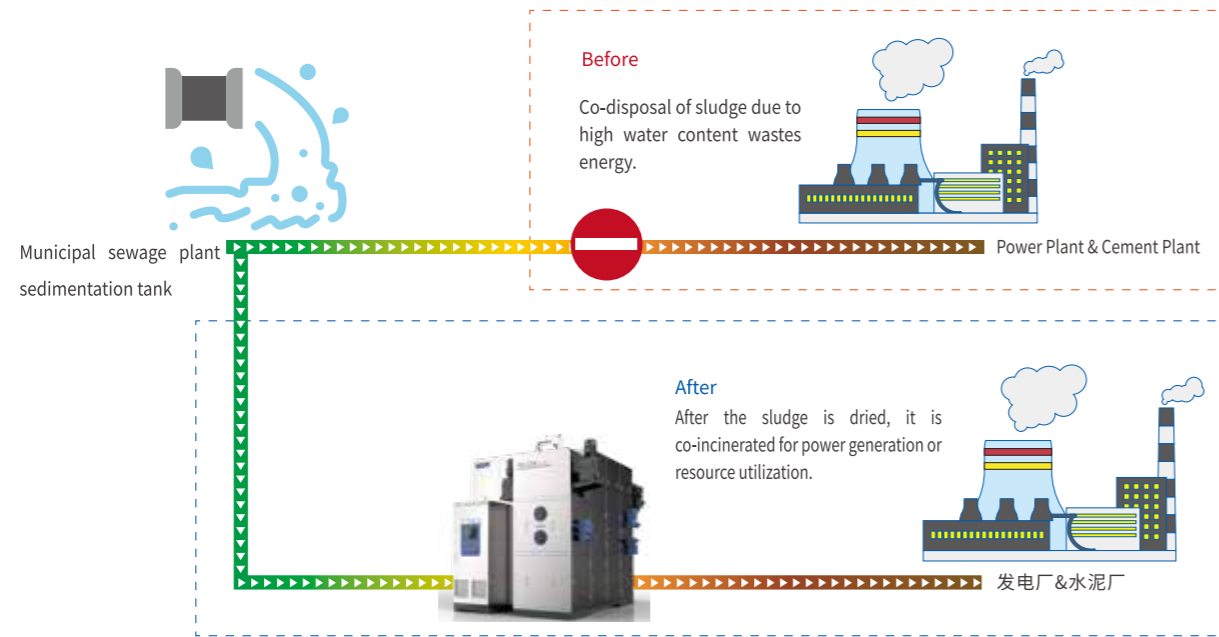 Before
Co-disposal of sludge due to
high water content wastes
energy.
Municipal sewage plant
sedimentation tank
Power Plant & Cement Plant
After
After the sludge is dried, it is
co-incinerated for power generation or
resource utilization.
发电厂&水泥厂